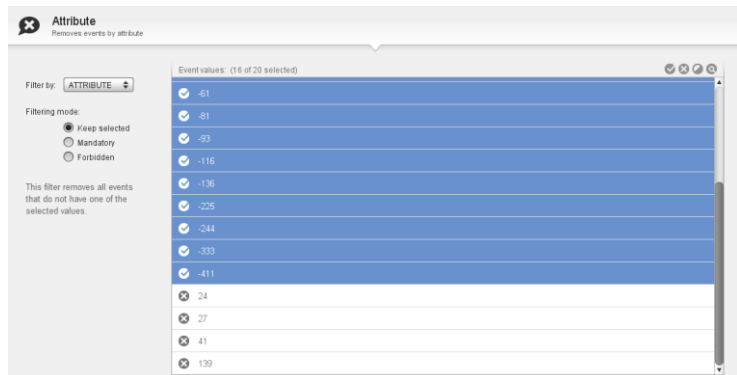 Attribute
Removes events by attribute
Filter by: ATTRIBUTE
Filtering mode:
Keep selected
Mandatory
Forbidden
This filter removes all events
that do not have one of the
selected values.
Event values: (16 of 20 selected)
-61
-81
-93
-116
-136
-225
-244
-333
-411
24
27
41
139